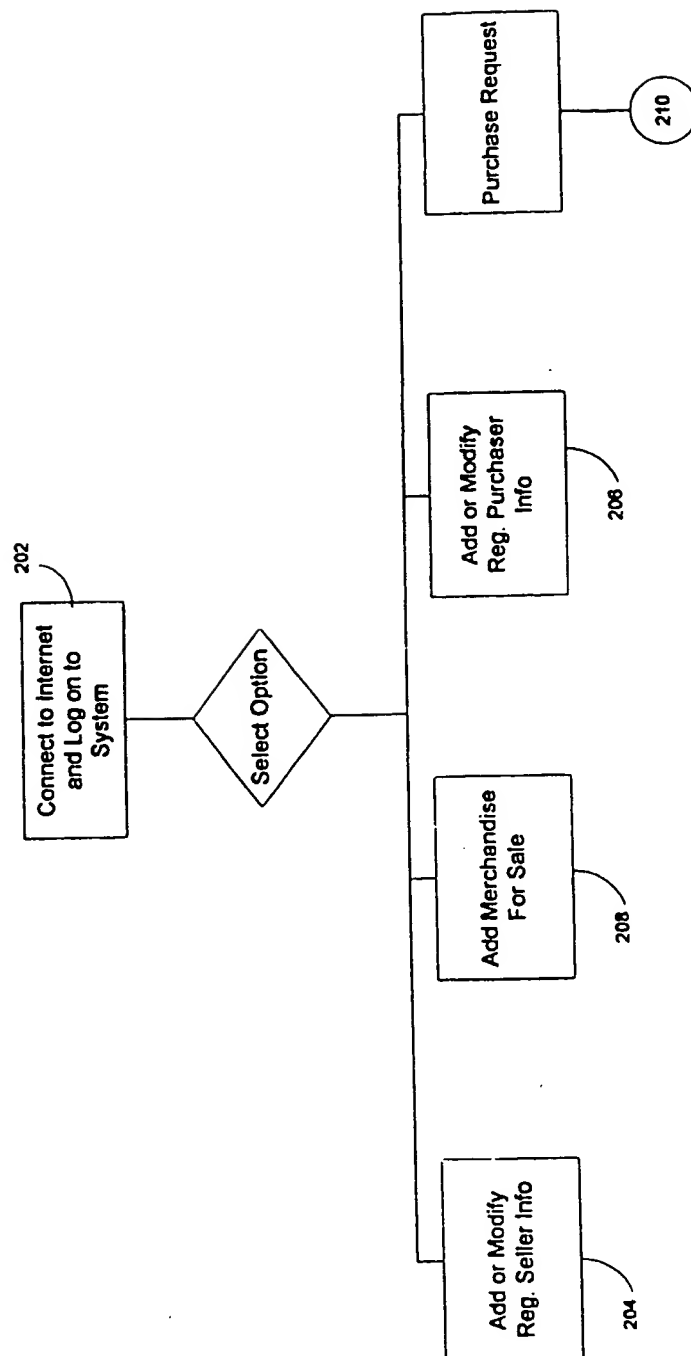 202
Connect to Internet
and Log on to
System
Select Option
Add or Modify
Reg. Seller Info
204
Add Merchandise
For Sale
208
Add or Modify
Reg. Purchaser
Info
206
Purchase Request
210